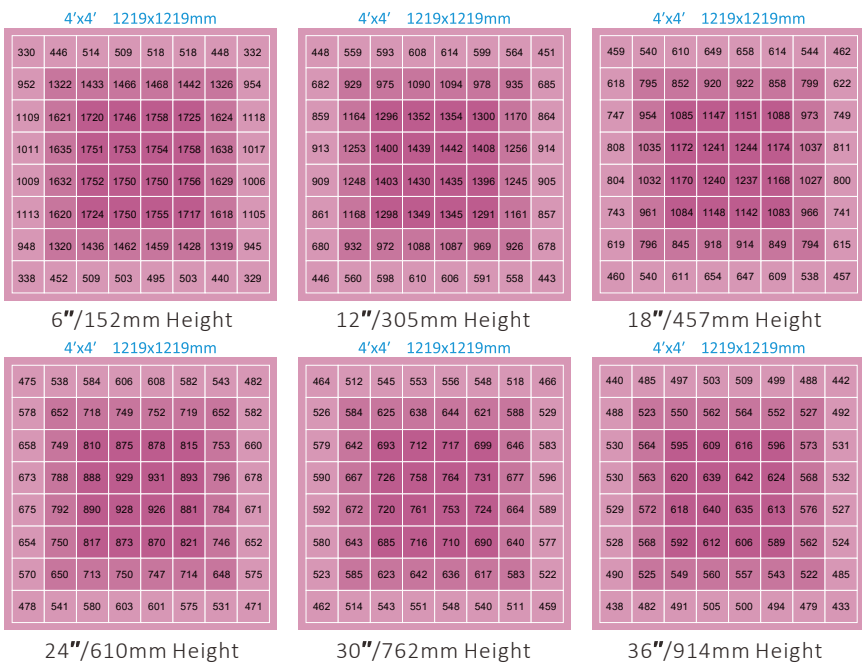 4'x4' 1219x1219mm
330 446 514 509 518 518 448 332
952 1322 1433 1466 1468 1442 1326 954
1109 1621 1720 1746 1758 1725 1624 1118
1011 1635 1751 1753 1754 1758 1638 1017
1009 1632 1752 1750 1750 1756 1629 1006
1113 1620 1724 1750 1755 1717 1618 1105
948 1320 1436 1462 1459 1428 1319 945
338 452 509 503 495 503 440 329
6"/152mm Height
4'x4' 1219x1219mm
448 559 593 608 614 599 564 451
682 929 975 1090 1094 978 935 685
859 1164 1296 1352 1354 1300 1170 864
913 1253 1400 1439 1442 1408 1256 914
909 1248 1403 1430 1435 1396 1245 905
861 1168 1298 1349 1345 1291 1161 857
680 932 972 1088 1087 969 926 678
446 560 598 610 606 591 558 443
12"/305mm Height
4'x4' 1219x1219mm
459 540 610 649 658 614 544 462
618 795 852 920 922 858 799 622
747 954 1085 1147 1151 1088 973 749
808 1035 1172 1241 1244 1174 1037 811
804 1032 1170 1240 1237 1168 1027 800
743 961 1084 1148 1142 1083 966 741
619 796 845 918 914 849 794 615
460 540 611 654 647 609 538 457
18"/457mm Height
4'x4' 1219x1219mm
475 538 584 606 608 582 543 482
578 652 718 749 752 719 652 582
658 749 810 875 878 815 753 660
673 788 888 929 931 893 796 678
675 792 890 928 926 881 784 671
654 750 817 873 870 821 746 652
570 650 713 750 747 714 648 575
478 541 580 603 601 575 531 471
24"/610mm Height
4'x4' 1219x1219mm
464 512 545 553 556 548 518 466
526 584 625 638 644 621 588 529
579 642 693 712 717 699 646 583
590 667 726 758 764 731 677 596
592 672 720 761 753 724 664 589
580 643 685 716 710 690 640 577
523 585 623 642 636 617 583 522
462 514 543 551 548 540 511 459
30"/762mm Height
4'x4' 1219x1219mm
440 485 497 503 509 499 488 442
488 523 550 562 564 552 527 492
530 564 595 609 616 596 573 531
530 563 620 639 642 624 568 532
529 572 618 640 635 613 576 527
528 568 592 612 606 589 562 524
490 525 549 560 557 543 522 485
438 482 491 505 500 494 479 433
36"/914mm Height